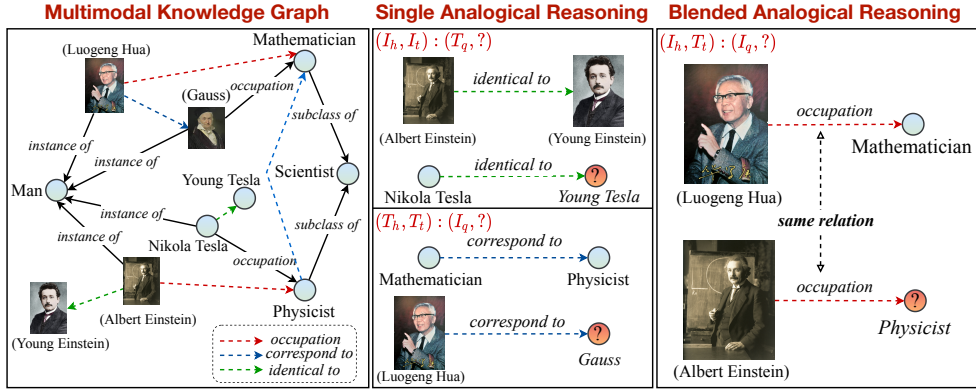 Multimodal Knowledge Graph
(Luogeng Hua)
Mathematician
(Gauss)
occupation
subclass of
instance of
instance of
Scientist
Man
Young Tesla
instance of
Nikola Tesla
instance of
occupation
subclass of
Physicist
(Albert Einstein)
(Young Einstein)
occupation
correspond to
identical to
Single Analogical Reasoning
(I_h, I_t) : (T_q, ?)
identical to
(Albert Einstein)
(Young Einstein)
identical to
?
Nikola Tesla
Young Tesla
(T_h, T_t) : (I_q, ?)
correspond to
Mathematician
Physicist
correspond to
?
Gauss
(Luogeng Hua)
Blended Analogical Reasoning
(I_h, T_t) : (I_q, ?)
occupation
Mathematician
(Luogeng Hua)
same relation
occupation
?
Physicist
(Albert Einstein)